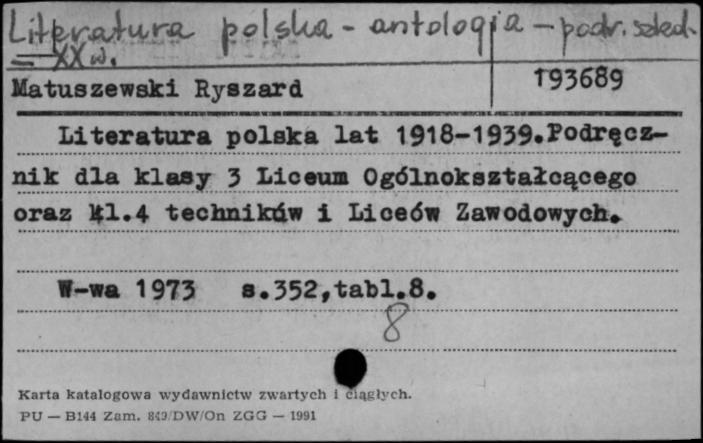 Literatura polska - antologia - podr. szkol.
= XX w.
Matuszewski Ryszard
193689
Literatura polska lat 1918-1939.Podręcz-
nik dla klasy 3 Liceum Ogólnokształcącego
oraz kl.4 techników i Liceów Zawodowych.
W-wa 1973 s.352,tabl.8.
8
Karta katalogowa wydawnictw zwartych i ciągłych.
PU — B144 Zam. 849/DW/On ZGG — 1991